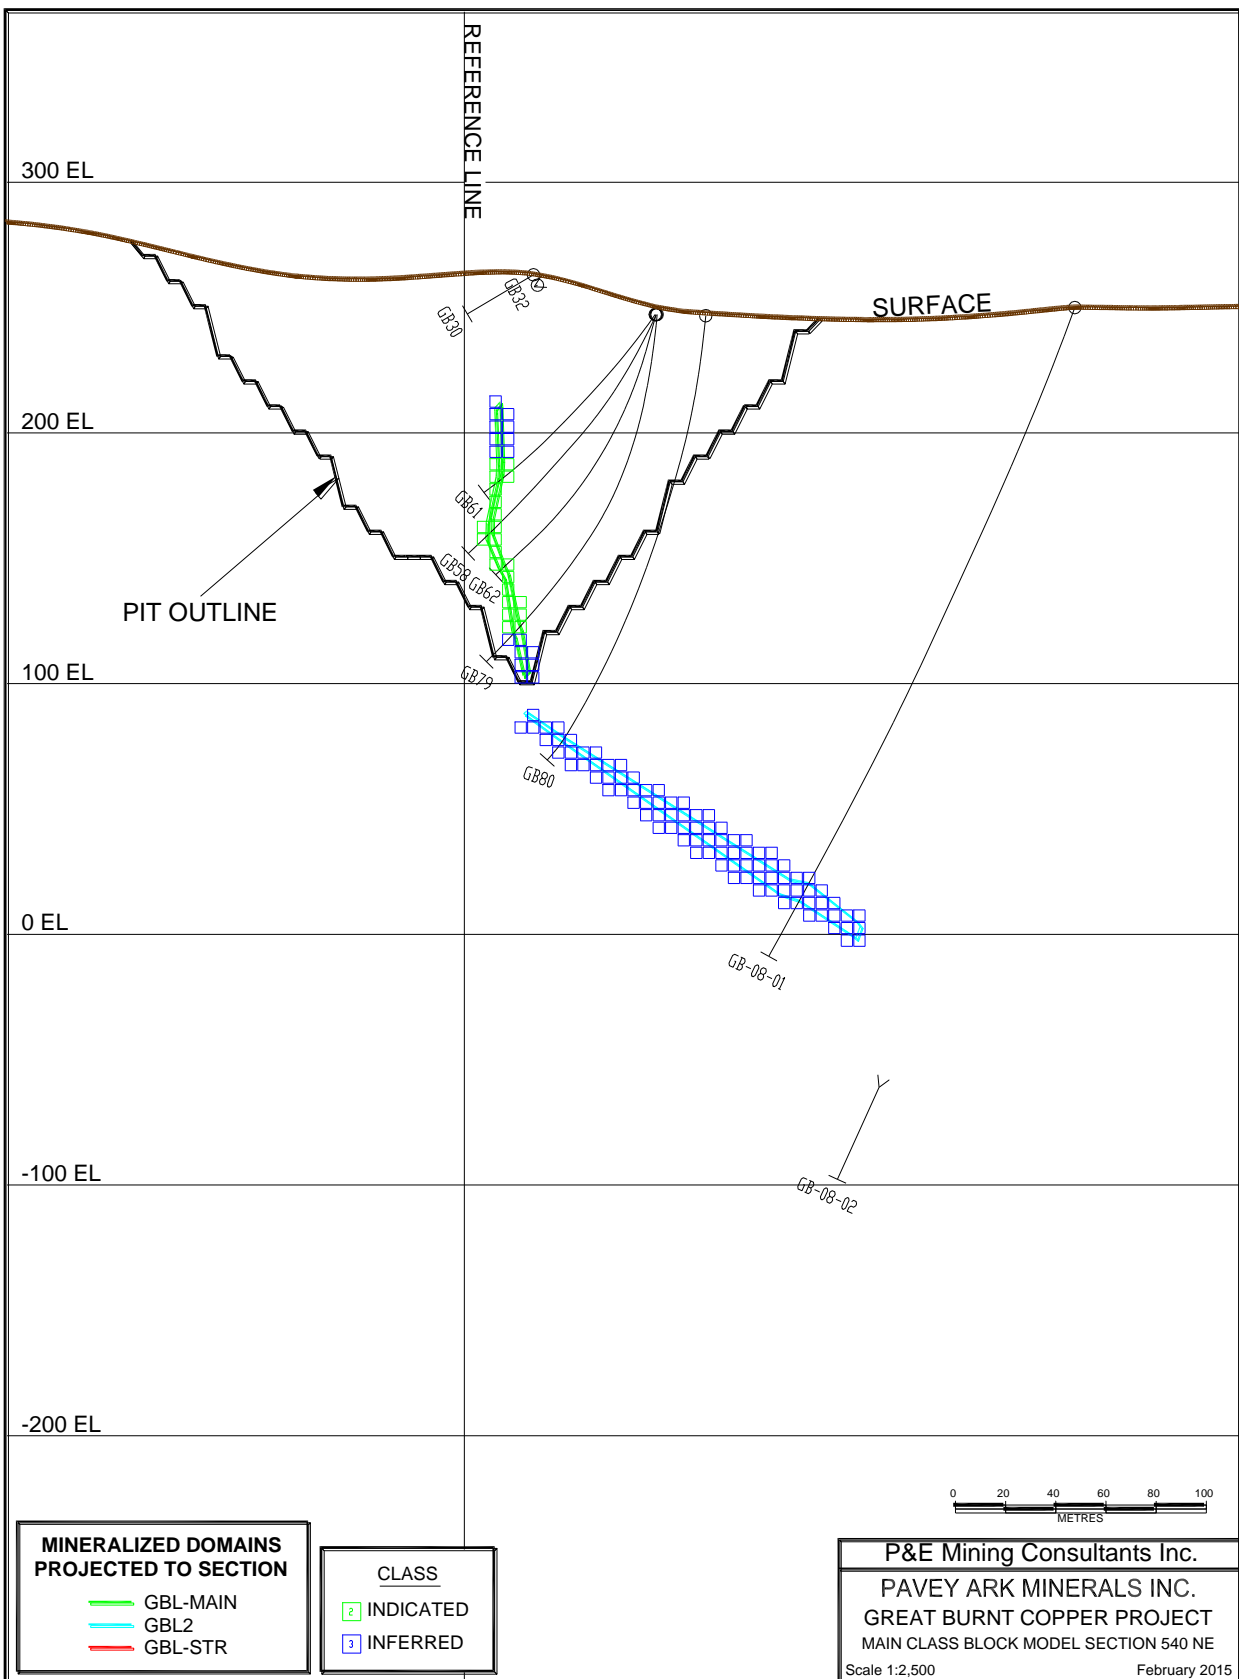 REFERENCE LINE
300 EL
GB32
GB30
SURFACE
200 EL
GB61
GB58
GB62
PIT OUTLINE
GB79
100 EL
GB80
0 EL
GB-08-01
-100 EL
GB-08-02
-200 EL
0 20 40 60 80 100
METRES
MINERALIZED DOMAINS
PROJECTED TO SECTION
GBL-MAIN
GBL2
GBL-STR
CLASS
2 INDICATED
3 INFERRED
P&E Mining Consultants Inc.
PAVEY ARK MINERALS INC.
GREAT BURNT COPPER PROJECT
MAIN CLASS BLOCK MODEL SECTION 540 NE
Scale 1:2,500 February 2015